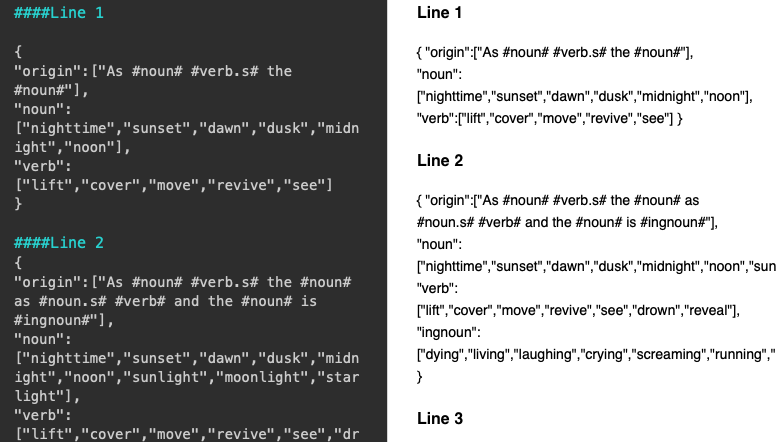 ####Line 1
{
"origin":["As #noun# #verb.s# the
#noun#"],
"noun":
["nighttime","sunset","dawn","dusk","midn
ight","noon"],
"verb":
["lift","cover","move","revive","see"]
}
####Line 2
{
"origin":["As #noun# #verb.s# the #noun#
as #noun.s# #verb# and the #noun# is
#ingnoun#"],
"noun":
["nighttime","sunset","dawn","dusk","midn
ight","noon","sunlight","moonlight","star
light"],
"verb":
["lift","cover","move","revive","see","dr
Line 1
{ "origin":["As #noun# #verb.s# the #noun#"],
"noun":
["nighttime","sunset","dawn","dusk","midnight","noon"],
"verb":["lift","cover","move","revive","see"] }
Line 2
{ "origin":["As #noun# #verb.s# the #noun# as
#noun.s# #verb# and the #noun# is #ingnoun#"],
"noun":
["nighttime","sunset","dawn","dusk","midnight","noon","sun
"verb":
["lift","cover","move","revive","see","drown","reveal"],
"ingnoun":
["dying","living","laughing","crying","screaming","running","
}
Line 3